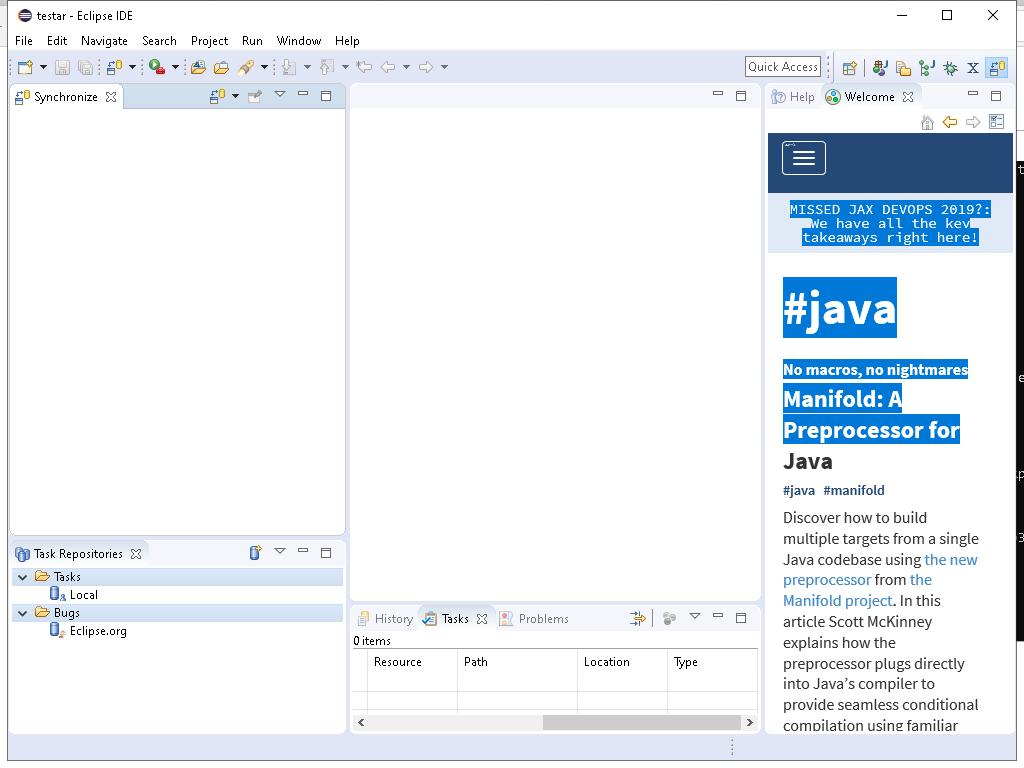 testar - Eclipse IDE
File Edit Navigate Search Project Run Window Help
Quick Access
Synchronize
Help Welcome
MISSED JAX DEVOPS 2019?:
We have all the key
takeaways right here!
#java
No macros, no nightmares
Manifold: A
Preprocessor for
Java
#java #manifold
Discover how to build
multiple targets from a single
Java codebase using the new
preprocessor from the
Manifold project. In this
article Scott McKinney
explains how the
preprocessor plugs directly
into Java’s compiler to
provide seamless conditional
compilation using familiar
Task Repositories
Tasks
Local
Bugs
Eclipse.org
History Tasks Problems
0 items
Resource Path Location Type